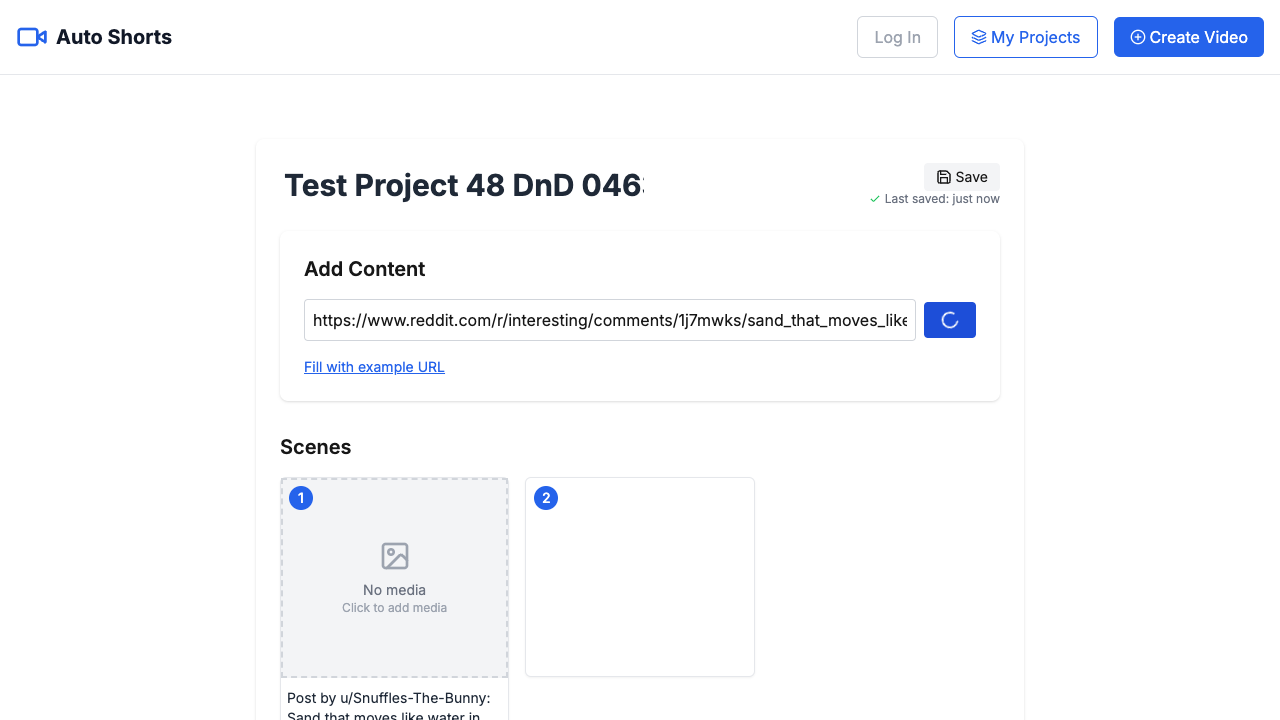 Auto Shorts
Log In
My Projects
Create Video
Test Project 48 DnD 046
Save
Last saved: just now
Add Content
https://www.reddit.com/r/interesting/comments/1j7mwks/sand_that_moves_like
Fill with example URL
Scenes
1
2
No media
Click to add media
Post by u/Snuffles-The-Bunny:
Sand that moves like water in